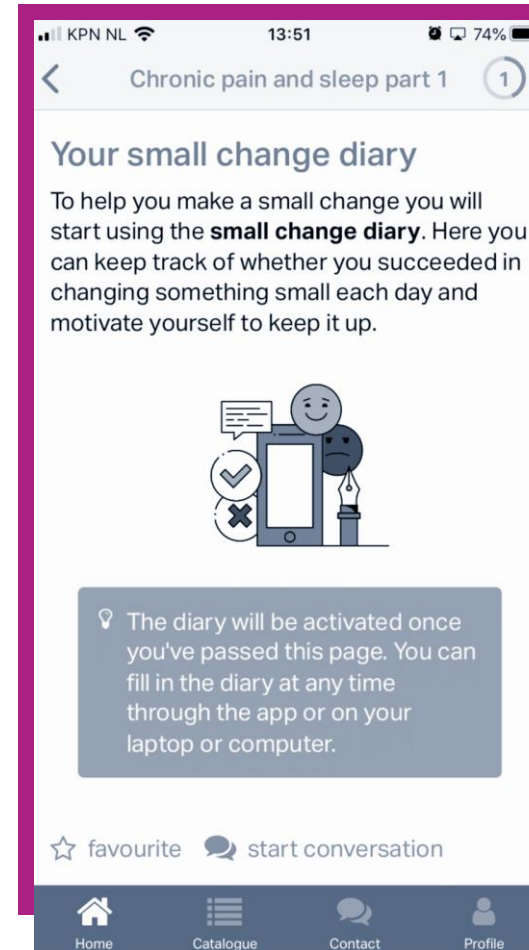 KPN NL 13:51 74%
Chronic pain and sleep part 1 1
Your small change diary
To help you make a small change you will
start using the small change diary. Here you
can keep track of whether you succeeded in
changing something small each day and
motivate yourself to keep it up.
The diary will be activated once
you've passed this page. You can
fill in the diary at any time
through the app or on your
laptop or computer.
favourite start conversation
Home Catalogue Contact Profile